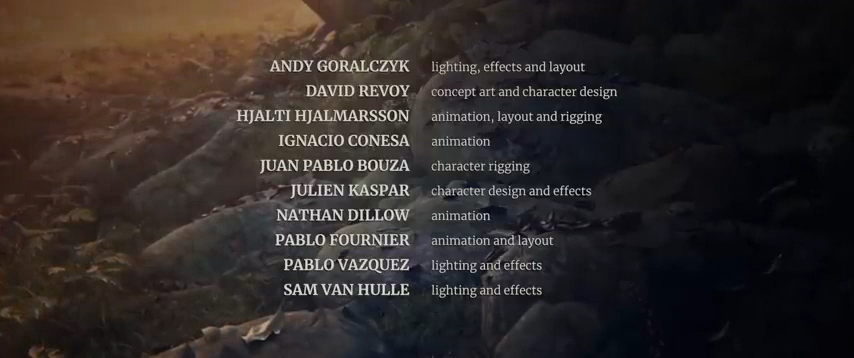 ANDY GORALCZYK lighting, effects and layout
DAVID REVOY concept art and character design
HJALTI HJALMARSSON animation, layout and rigging
IGNACIO CONESA animation
JUAN PABLO BOUZA character rigging
JULIEN KASPAR character design and effects
NATHAN DILLOW animation
PABLO FOURNIER animation and layout
PABLO VAZQUEZ lighting and effects
SAM VAN HULLE lighting and effects